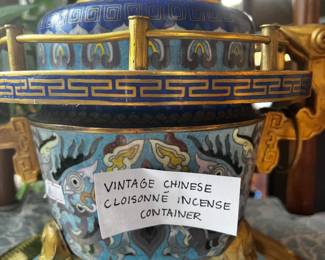 VINTAGE CHINESE
CLOISONNÉ INCENSE
CONTAINER